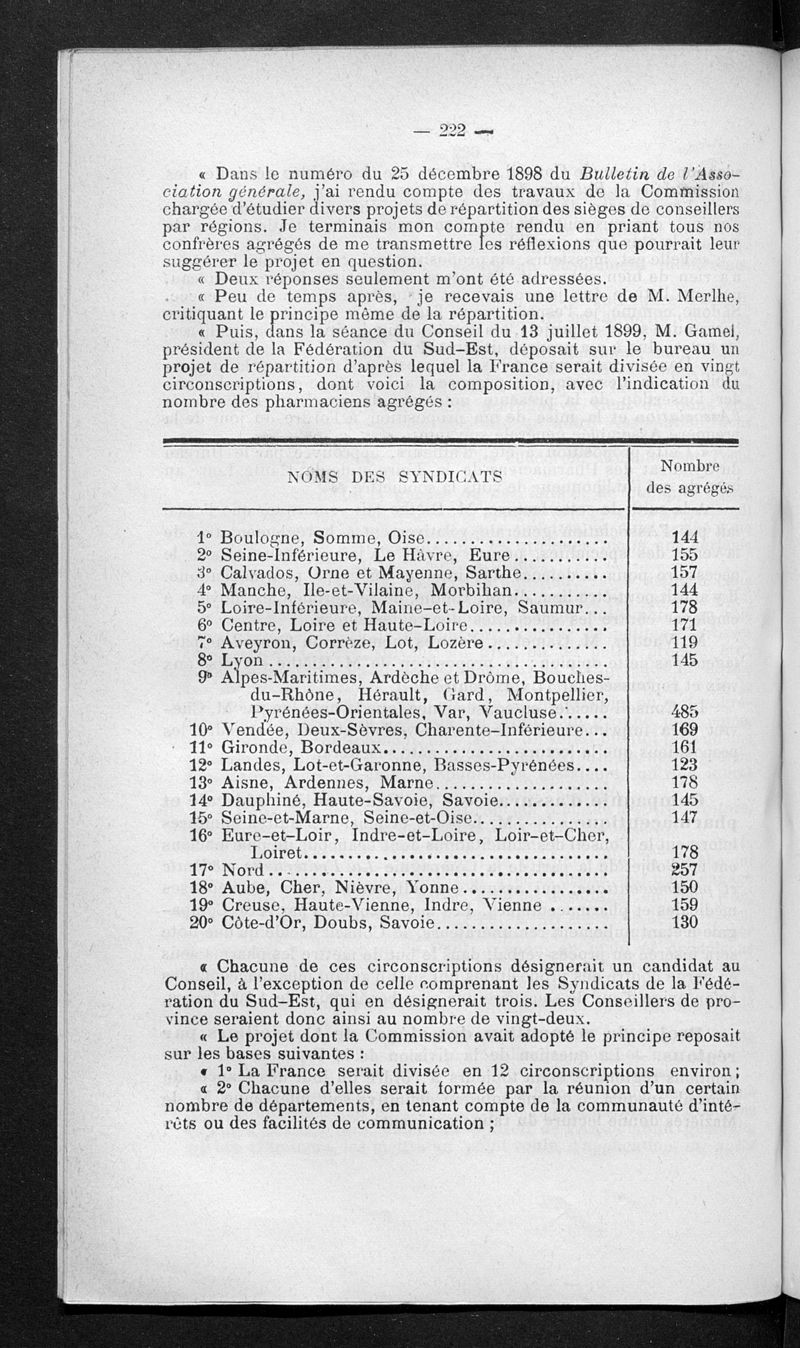 — 222 —
« Dans le numéro du 25 décembre 1898 du Bulletin de l'Asso-
ciation générale, j'ai rendu compte des travaux de la Commission
chargée d'étudier divers projets de répartition des sièges de conseillers
par régions. Je terminais mon compte rendu en priant tous nos
confrères agrégés de me transmettre les réflexions que pourrait leur
suggérer le projet en question.
« Deux réponses seulement m'ont été adressées.
« Peu de temps après, je recevais une lettre de M. Merlhe,
critiquant le principe même de la répartition.
« Puis, dans la séance du Conseil du 13 juillet 1899, M. Gamel,
président de la Fédération du Sud-Est, déposait sur le bureau un
projet de répartition d'après lequel la France serait divisée en vingt
circonscriptions, dont voici la composition, avec l'indication du
nombre des pharmaciens agrégés :
NOMS DES SYNDICATS
Nombre
des agrégés
1° Boulogne, Somme, Oise..................... 144
2° Seine-Inférieure, Le Hâvre, Eure........... 155
3° Calvados, Orne et Mayenne, Sarthe.......... 157
4° Manche, Ile-et-Vilaine, Morbihan........... 144
5° Loire-Inférieure, Maine-et-Loire, Saumur... 178
6° Centre, Loire et Haute-Loire................ 171
7° Aveyron, Corrèze, Lot, Lozère.............. 119
8° Lyon....................................... 145
9° Alpes-Maritimes, Ardèche et Drôme, Bouches-
du-Rhône, Hérault, Gard, Montpellier,
Pyrénées-Orientales, Var, Vaucluse...... 485
10° Vendée, Deux-Sèvres, Charente-Inférieure... 169
11° Gironde, Bordeaux.......................... 161
12° Landes, Lot-et-Garonne, Basses-Pyrénées.... 123
13° Aisne, Ardennes, Marne.................... 178
14° Dauphiné, Haute-Savoie, Savoie............. 145
15° Seine-et-Marne, Seine-et-Oise................ 147
16° Eure-et-Loir, Indre-et-Loire, Loir-et-Cher,
Loiret................................... 178
17° Nord....................................... 257
18° Aube, Cher, Nièvre, Yonne................. 150
19° Creuse, Haute-Vienne, Indre, Vienne ....... 159
20° Côte-d'Or, Doubs, Savoie.................... 130
« Chacune de ces circonscriptions désignerait un candidat au
Conseil, à l'exception de celle comprenant les Syndicats de la Fédé-
ration du Sud-Est, qui en désignerait trois. Les Conseillers de pro-
vince seraient donc ainsi au nombre de vingt-deux.
« Le projet dont la Commission avait adopté le principe reposait
sur les bases suivantes :
« 1° La France serait divisée en 12 circonscriptions environ ;
« 2° Chacune d'elles serait formée par la réunion d'un certain
nombre de départements, en tenant compte de la communauté d'inté-
rêts ou des facilités de communication ;